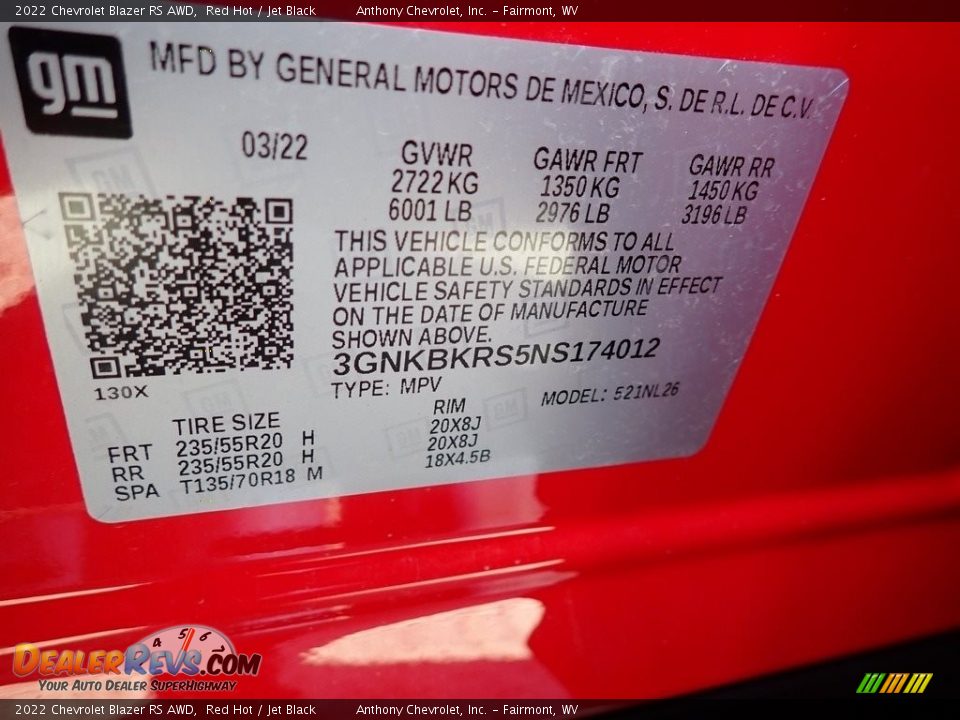 2022 Chevrolet Blazer RS AWD,  Red Hot / Jet Black          Anthony Chevrolet, Inc. - Fairmont, WV
gm
MFD BY GENERAL MOTORS DE MEXICO, S. DE R.L. DE C.V.
03/22
GVWR  GAWR FRT  GAWR RR
2722 KG  1350 KG  1450 KG
6001 LB  2976 LB  3196 LB
THIS VEHICLE CONFORMS TO ALL
APPLICABLE U.S. FEDERAL MOTOR
VEHICLE SAFETY STANDARDS IN EFFECT
ON THE DATE OF MANUFACTURE
SHOWN ABOVE.
3GNKBKRS5NS174012
130X
TYPE: MPV  MODEL: 521NL26
TIRE SIZE  RIM
FRT  235/55R20  H  20X8J
RR  235/55R20  H  20X8J
SPA  T135/70R18  M  18X4.5B
4 5 6
DEALERREVS.COM
YOUR AUTO DEALER SUPERHIGHWAY
2022 Chevrolet Blazer RS AWD,  Red Hot / Jet Black          Anthony Chevrolet, Inc. - Fairmont, WV